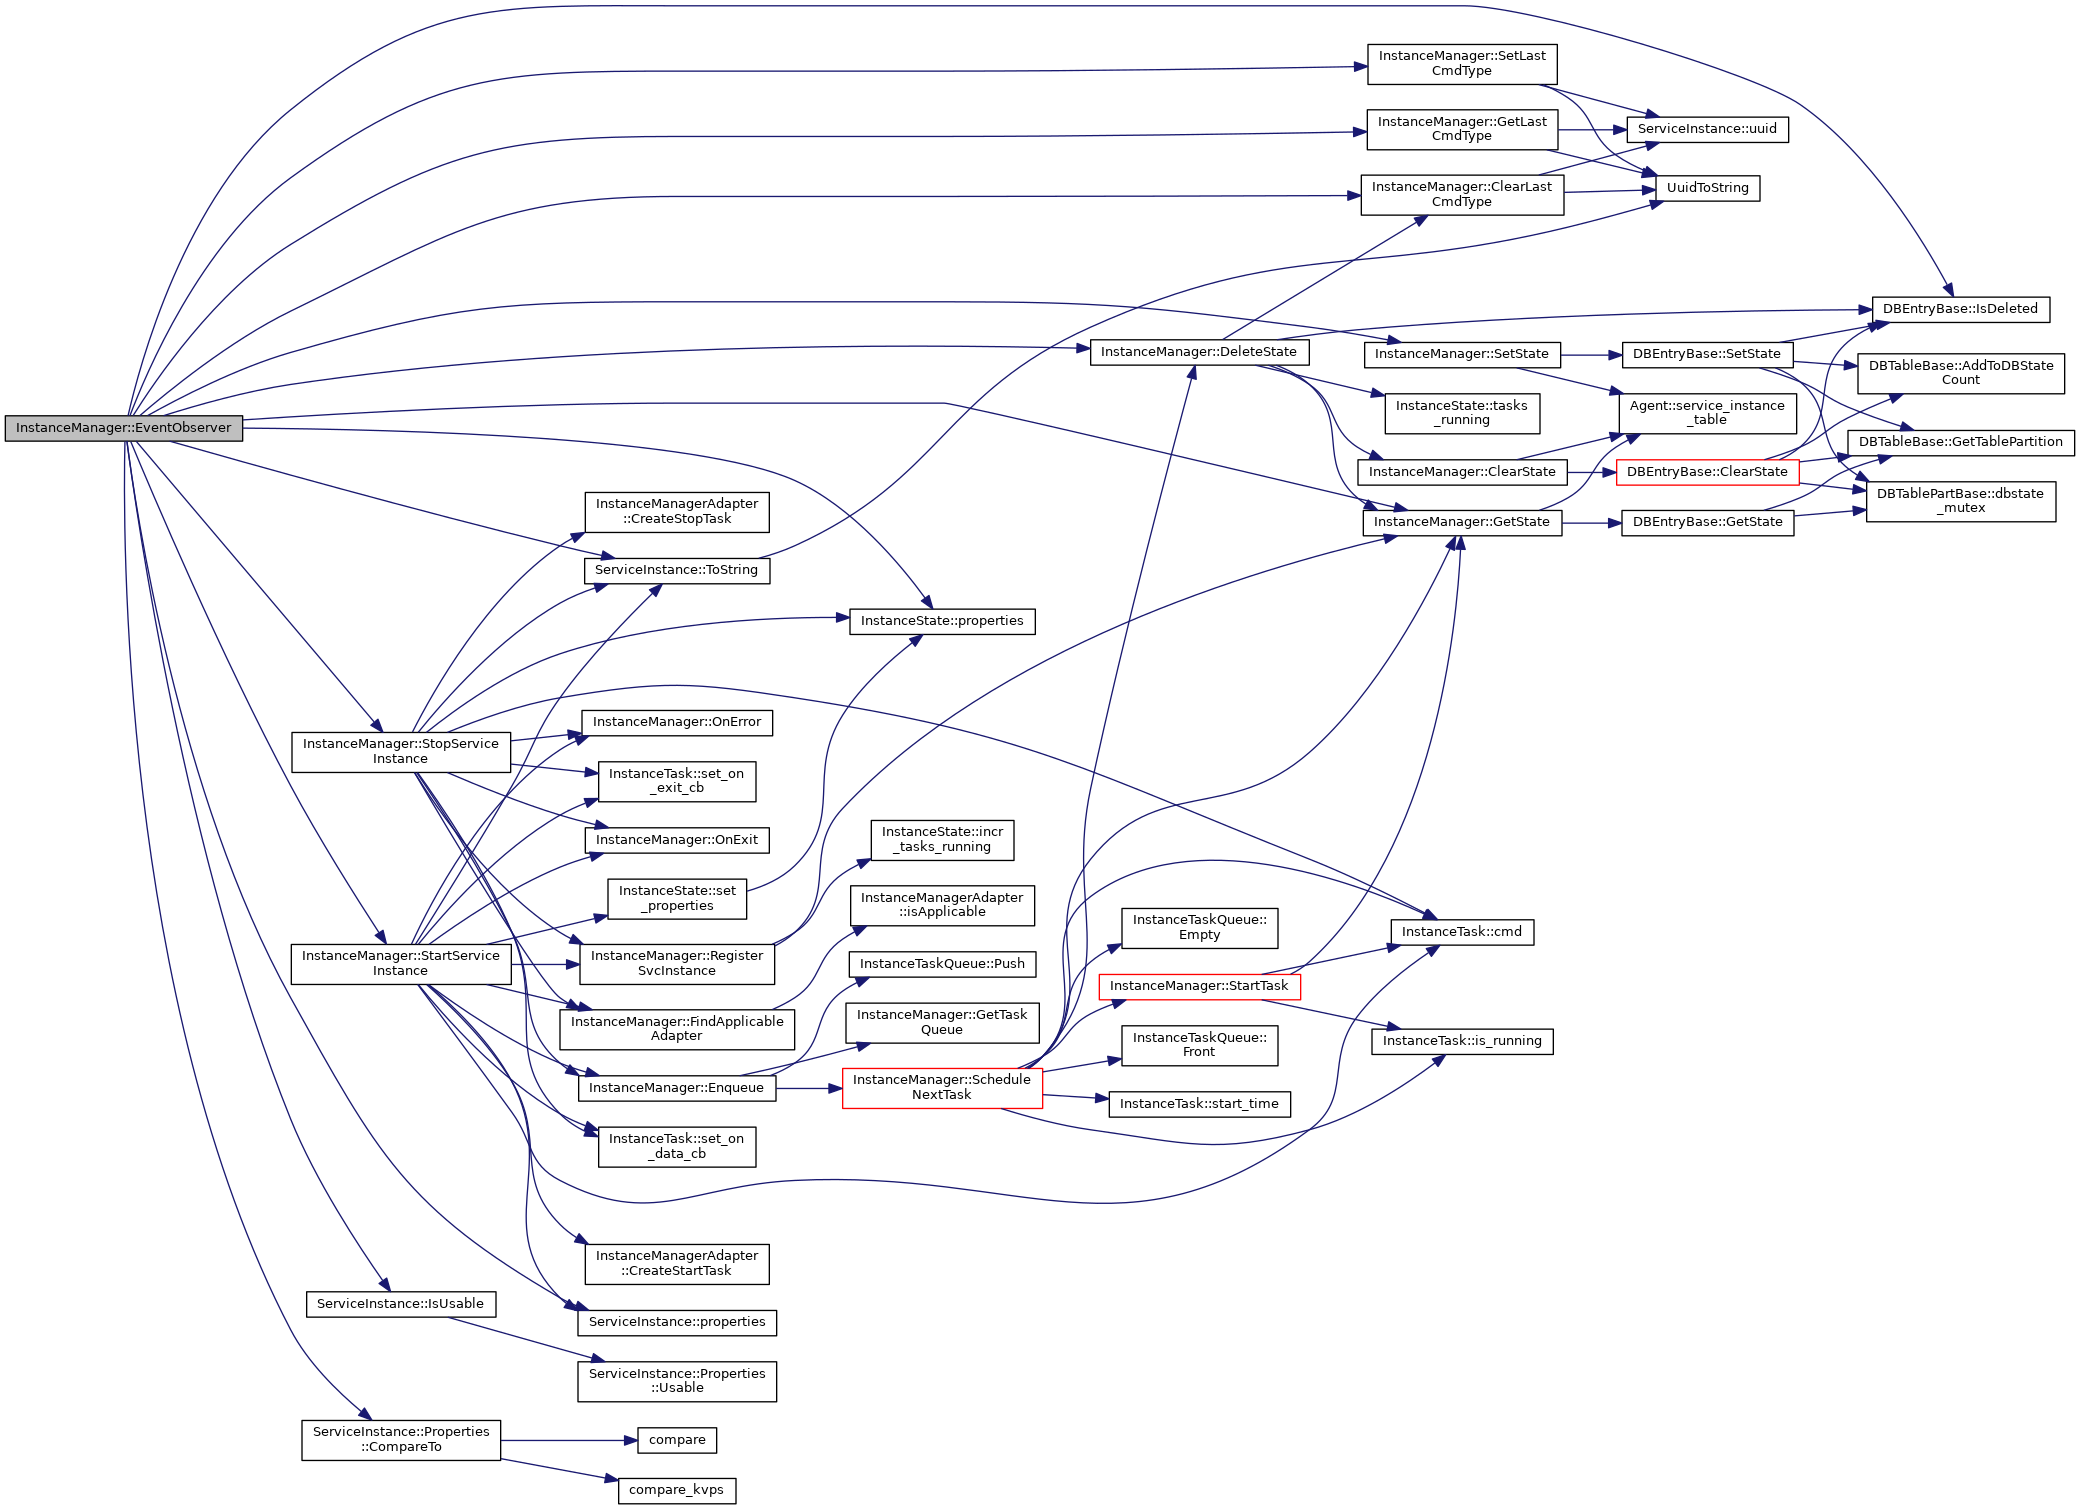 InstanceManager::SetLast
CmdType
InstanceManager::GetLast
CmdType
ServiceInstance::uuid
InstanceManager::ClearLast
CmdType
UuidToString
DBEntryBase::IsDeleted
InstanceManager::DeleteState
InstanceManager::SetState
DBEntryBase::SetState
DBTableBase::AddToDBState
Count
InstanceState::tasks
_running
Agent::service_instance
_table
InstanceManager::EventObserver
DBTableBase::GetTablePartition
InstanceManager::ClearState
DBEntryBase::ClearState
DBTablePartBase::dbstate
_mutex
InstanceManagerAdapter
::CreateStopTask
InstanceManager::GetState
DBEntryBase::GetState
ServiceInstance::ToString
InstanceState::properties
InstanceManager::OnError
InstanceManager::StopService
Instance
InstanceTask::set_on
_exit_cb
InstanceManager::OnExit
InstanceState::incr
_tasks_running
InstanceState::set
_properties
InstanceManagerAdapter
::isApplicable
InstanceTaskQueue::
Empty
InstanceTask::cmd
InstanceManager::StartService
Instance
InstanceManager::Register
SvcInstance
InstanceTaskQueue::Push
InstanceManager::StartTask
InstanceManager::FindApplicable
Adapter
InstanceManager::GetTask
Queue
InstanceTaskQueue::
Front
InstanceTask::is_running
InstanceManager::Enqueue
InstanceManager::Schedule
NextTask
InstanceTask::start_time
InstanceTask::set_on
_data_cb
InstanceManagerAdapter
::CreateStartTask
ServiceInstance::IsUsable
ServiceInstance::properties
ServiceInstance::Properties
::Usable
ServiceInstance::Properties
::CompareTo
compare
compare_kvps